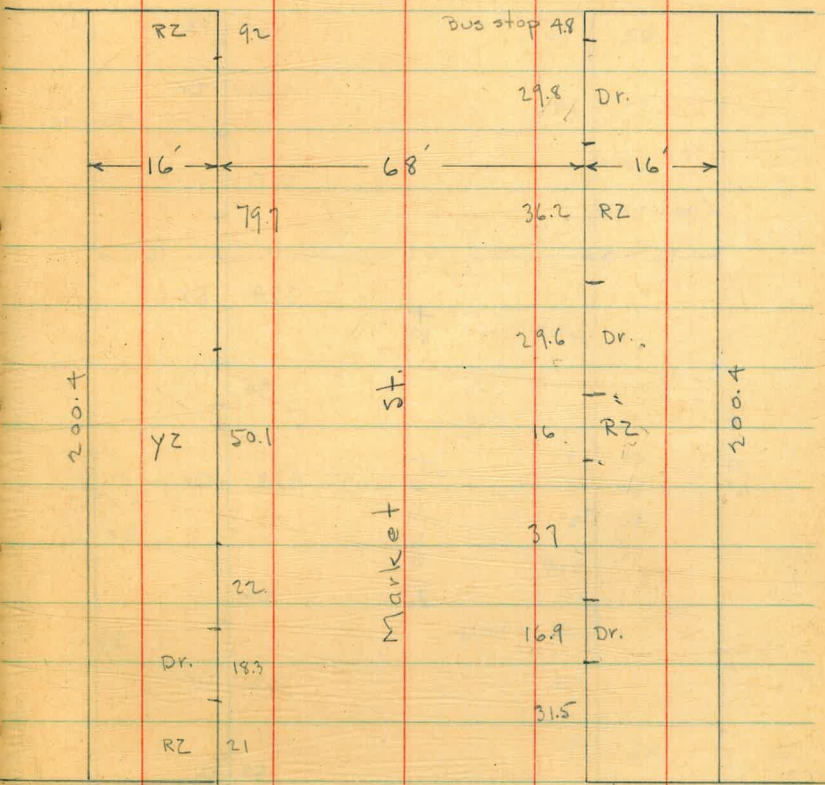 RZ 9.2 Bus stop 4.8
29.8 Dr.
16' 68' 16'
79.7 36.2 RZ
29.6 Dr.
200.4 Market St. 200.4
YZ 50.1 16 RZ
37
22.
16.9 Dr.
Dr. 18.3
31.5
RZ 21